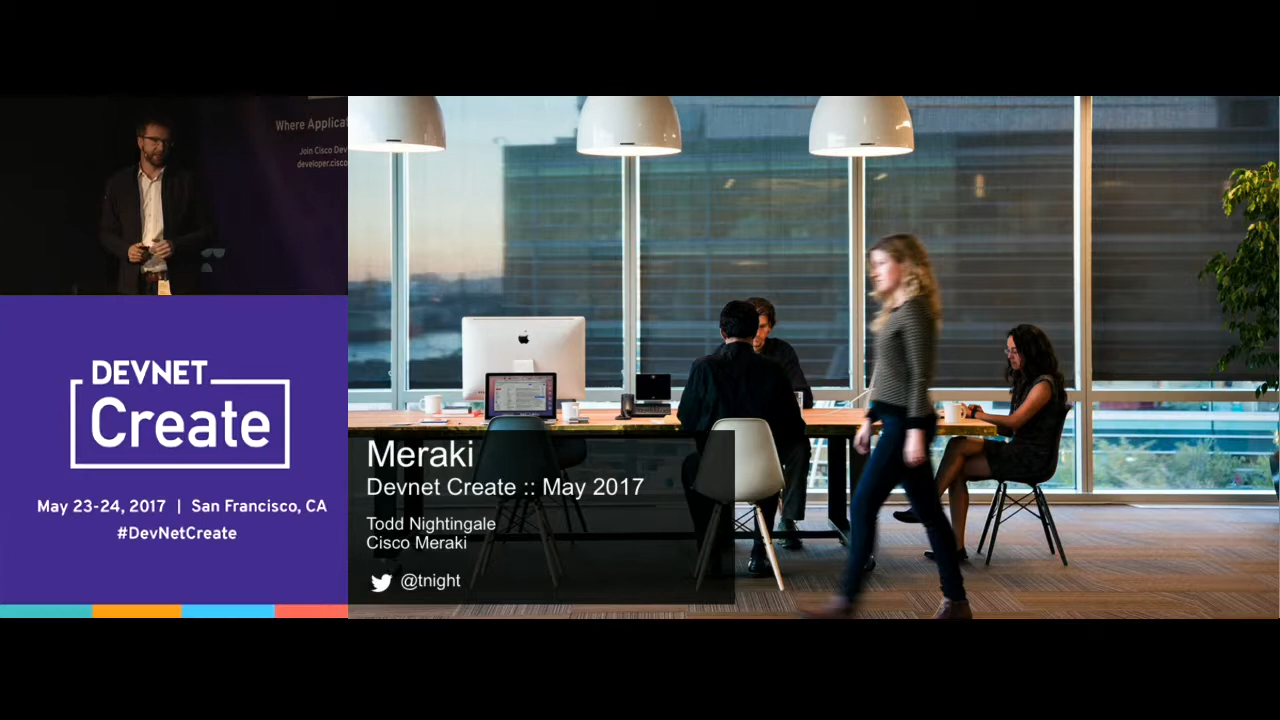 Where Applica
Join Cisco Dev
developer.cisco
DEVNET
Create
May 23-24, 2017 | San Francisco, CA
#DevNetCreate
Meraki
Devnet Create :: May 2017
Todd Nightingale
Cisco Meraki
@tnight